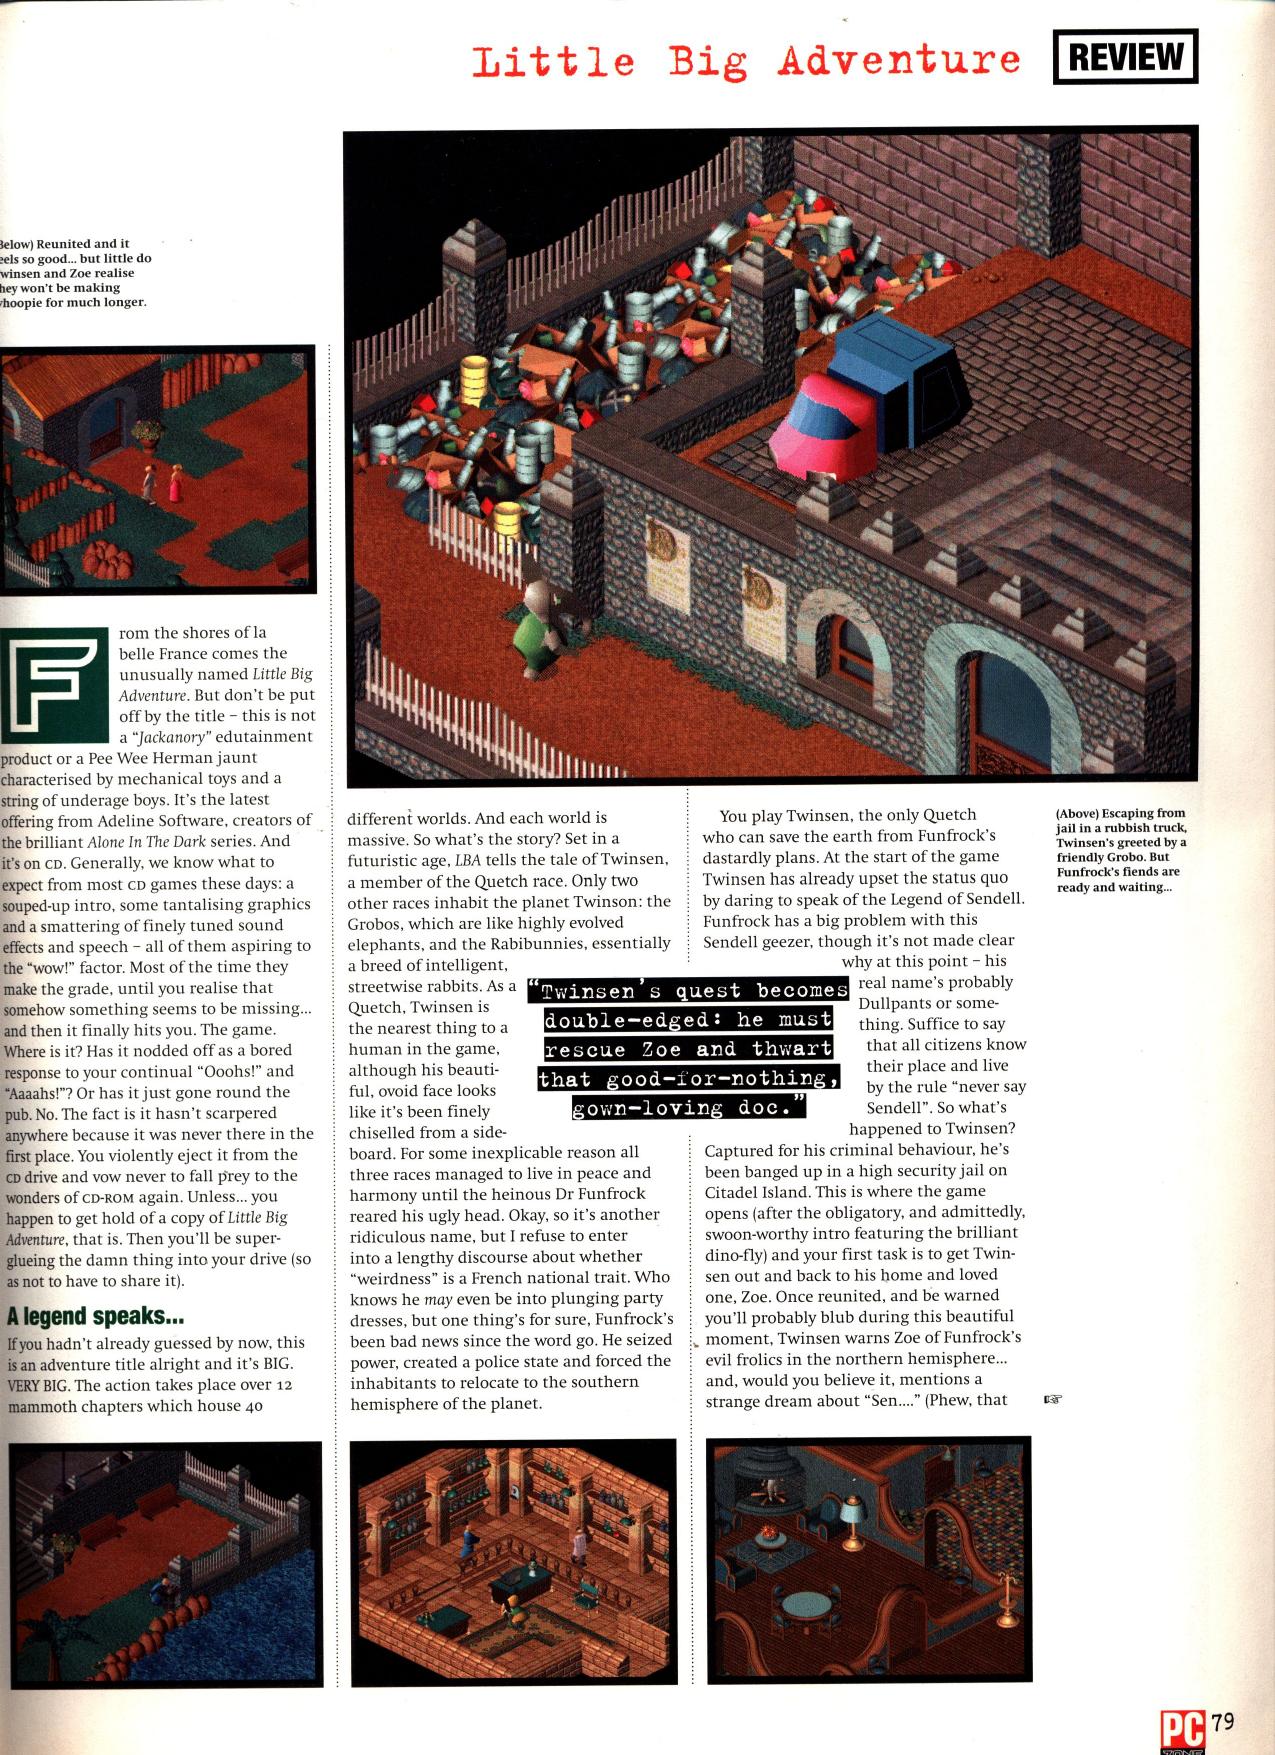 Little Big Adventure
REVIEW
Below) Reunited and it
eels so good... but little do
winsen and Zoe realise
hey won't be making
hoopie for much longer.
From the shores of la
belle France comes the
unusually named Little Big
Adventure. But don't be put
off by the title – this is not
a “Jackanory” edutainment
product or a Pee Wee Herman jaunt
characterised by mechanical toys and a
string of underage boys. It's the latest
offering from Adeline Software, creators of
the brilliant Alone In The Dark series. And
it's on CD. Generally, we know what to
expect from most CD games these days: a
souped-up intro, some tantalising graphics
and a smattering of finely tuned sound
effects and speech – all of them aspiring to
the “wow!” factor. Most of the time they
make the grade, until you realise that
somehow something seems to be missing...
and then it finally hits you. The game.
Where is it? Has it nodded off as a bored
response to your continual “Ooohs!” and
“Aaaahs!”? Or has it just gone round the
pub. No. The fact is it hasn't scarpered
anywhere because it was never there in the
first place. You violently eject it from the
CD drive and vow never to fall prey to the
wonders of CD-ROM again. Unless... you
happen to get hold of a copy of Little Big
Adventure, that is. Then you'll be super-
glueing the damn thing into your drive (so
as not to have to share it).
A legend speaks...
If you hadn't already guessed by now, this
is an adventure title alright and it's BIG.
VERY BIG. The action takes place over 12
mammoth chapters which house 40
different worlds. And each world is
massive. So what's the story? Set in a
futuristic age, LBA tells the tale of Twinsen,
a member of the Quetch race. Only two
other races inhabit the planet Twinson: the
Grobos, which are like highly evolved
elephants, and the Rabibunnies, essentially
a breed of intelligent,
streetwise rabbits. As a
Quetch, Twinsen is
the nearest thing to a
human in the game,
although his beauti-
ful, ovoid face looks
like it's been finely
chiselled from a side-
board. For some inexplicable reason all
three races managed to live in peace and
harmony until the heinous Dr Funfrock
reared his ugly head. Okay, so it's another
ridiculous name, but I refuse to enter
into a lengthy discourse about whether
“weirdness” is a French national trait. Who
knows he may even be into plunging party
dresses, but one thing's for sure, Funfrock's
been bad news since the word go. He seized
power, created a police state and forced the
inhabitants to relocate to the southern
hemisphere of the planet.
“Twinsen's quest becomes
double-edged: he must
rescue Zoe and thwart
that good-for-nothing,
gown-loving doc.”
You play Twinsen, the only Quetch
who can save the earth from Funfrock's
dastardly plans. At the start of the game
Twinsen has already upset the status quo
by daring to speak of the Legend of Sendell.
Funfrock has a big problem with this
Sendell geezer, though it's not made clear
why at this point – his
real name's probably
Dullpants or some-
thing. Suffice to say
that all citizens know
their place and live
by the rule “never say
Sendell”. So what's
happened to Twinsen?
Captured for his criminal behaviour, he's
been banged up in a high security jail on
Citadel Island. This is where the game
opens (after the obligatory, and admittedly,
swoon-worthy intro featuring the brilliant
dino-fly) and your first task is to get Twin-
sen out and back to his home and loved
one, Zoe. Once reunited, and be warned
you'll probably blub during this beautiful
moment, Twinsen warns Zoe of Funfrock's
evil frolics in the northern hemisphere...
and, would you believe it, mentions a
strange dream about “Sen....” (Phew, that
(Above) Escaping from
jail in a rubbish truck,
Twinsen's greeted by a
friendly Grobo. But
Funfrock's fiends are
ready and waiting...
PC
ZONE
79